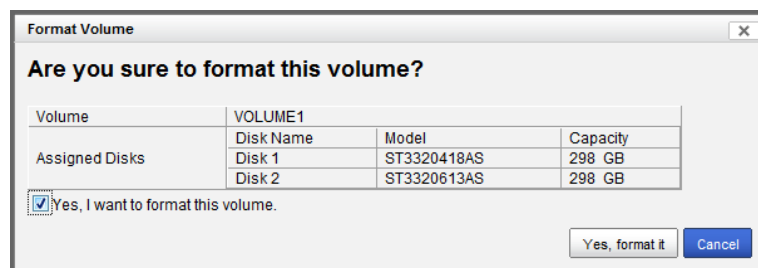 Format Volume
Are you sure to format this volume?
Volume VOLUME1
Assigned Disks
Disk Name Model Capacity
Disk 1 ST3320418AS 298 GB
Disk 2 ST3320613AS 298 GB
Yes, I want to format this volume.
Yes, format it Cancel